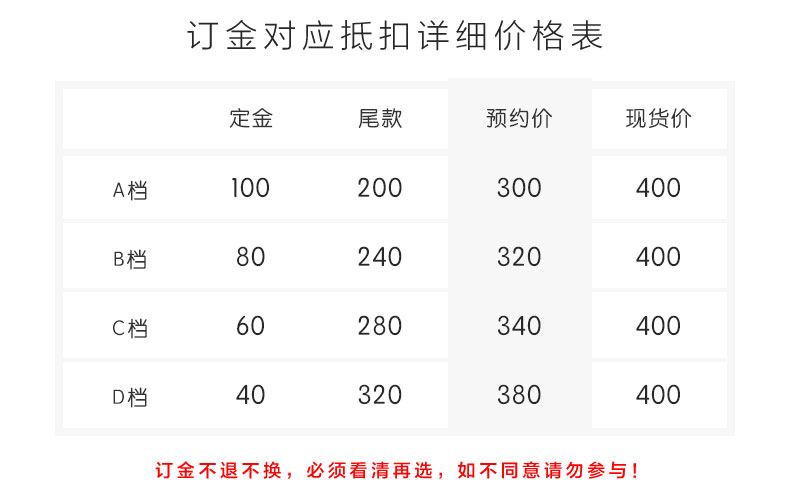 订金对应抵扣详细价格表
定金 尾款 预约价 现货价
A档 100 200 300 400
B档 80 240 320 400
C档 60 280 340 400
D档 40 320 380 400
订金不退不换，必须看清再选，如不同意请勿参与！